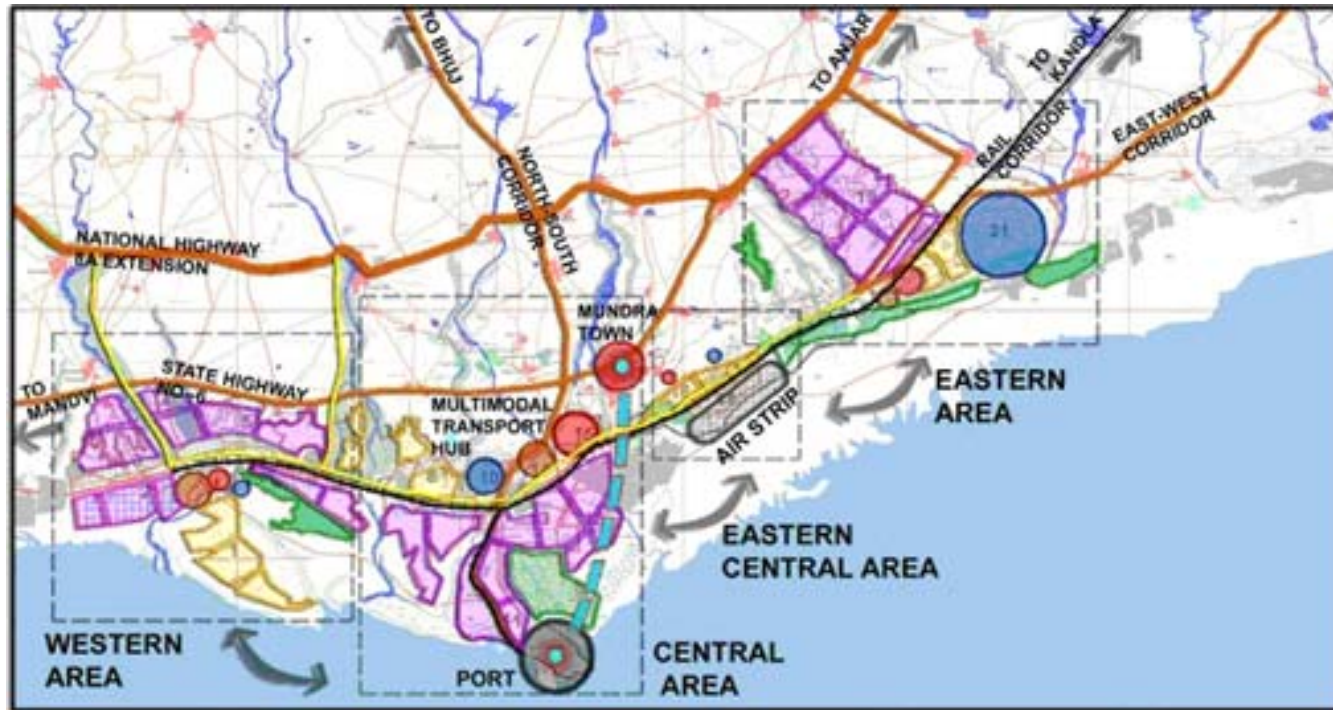 TO BHUJ
TO ANJAR
TO
KANDLA
RAIL
CORRIDOR
EAST-WEST
CORRIDOR
NORTH-SOUTH
CORRIDOR
NATIONAL HIGHWAY
8A EXTENSION
21
MUNDRA
TOWN
STATE HIGHWAY
NO-6
TO
MANDVI
MULTIMODAL
TRANSPORT
HUB
10
AIR STRIP
EASTERN
AREA
EASTERN
CENTRAL AREA
WESTERN
AREA
PORT
CENTRAL
AREA